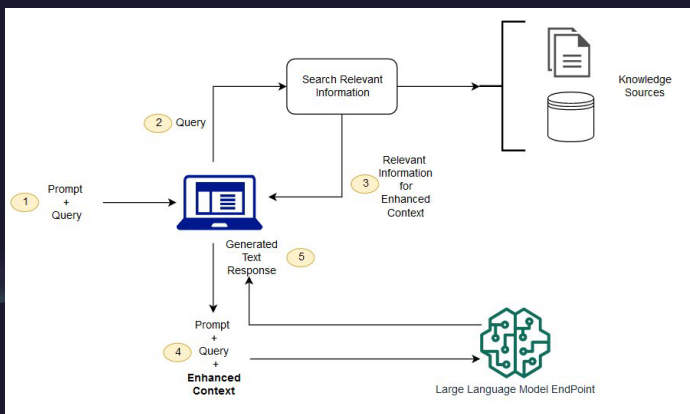 Search Relevant
Information
Knowledge
Sources
2 Query
Relevant
Information
for
3
Enhanced
Context
Prompt
1 +
Query
Generated
Text
Response
5
Prompt
+
4 Query
+
Enhanced
Context
Large Language Model EndPoint